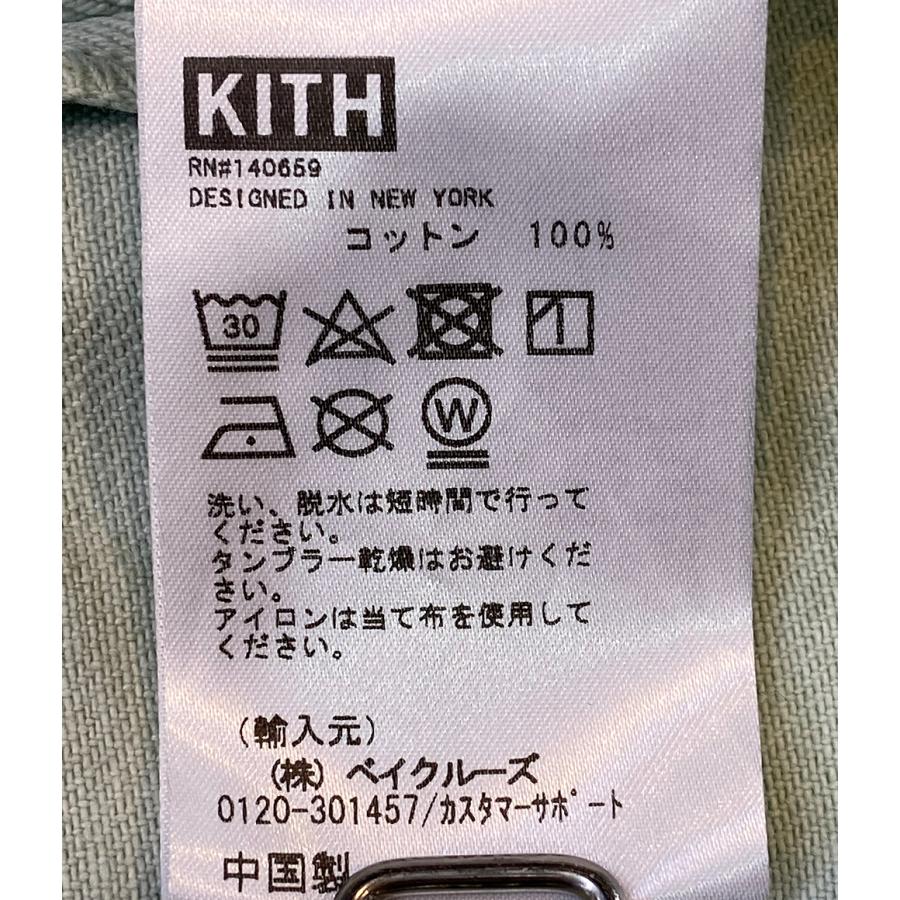 KITH
RN#140659
DESIGNED IN NEW YORK
コットン 100%
30
W
洗い、脱水は短時間で行って
ください。
タンブラー乾燥はお避けくだ
さい。
アイロンは当て布を使用して
ください。
(輸入元)
(株) ベイクルーズ
0120-301457/カスタマーサポート
中国製